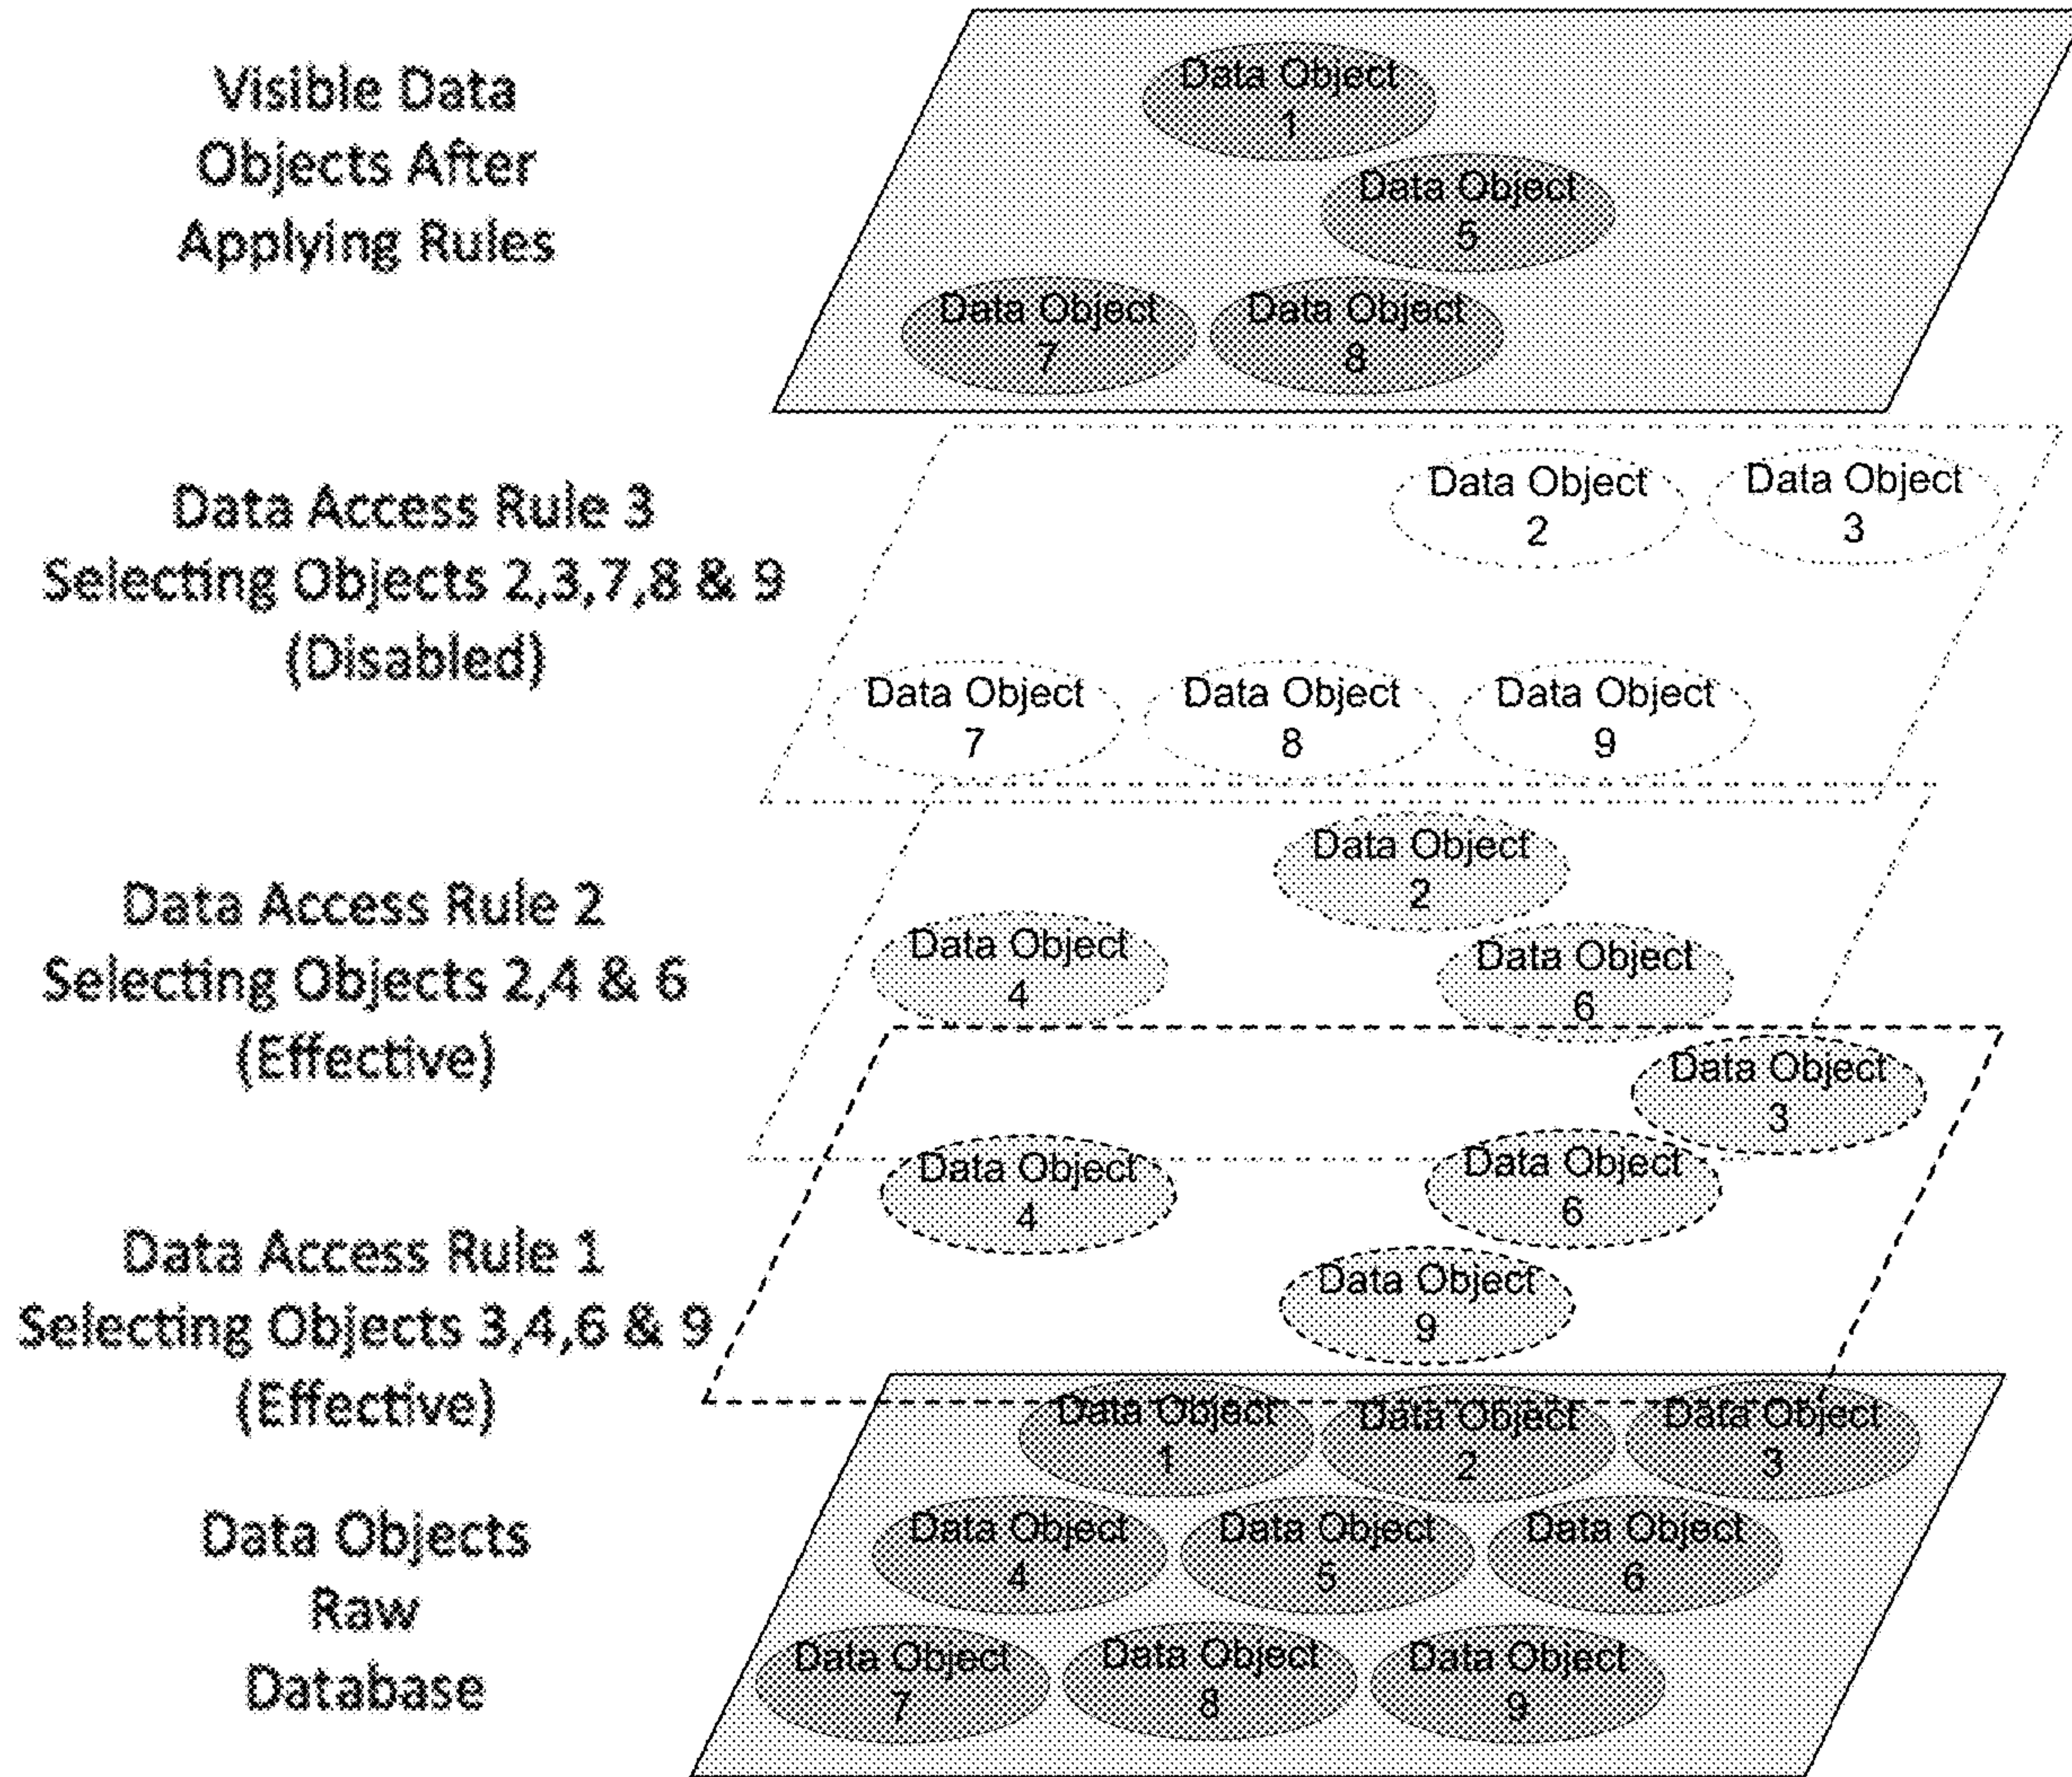 Visible Data
Objects After
Applying Rules
Data Object
1
Data Object
5
Data Object
7
Data Object
8
Data Access Rule 3
Selecting Objects 2,3,7,8 & 9
(Disabled)
Data Object
2
Data Object
3
Data Object
7
Data Object
8
Data Object
9
Data Access Rule 2
Selecting Objects 2,4 & 6
(Effective)
Data Object
2
Data Object
4
Data Object
6
Data Access Rule 1
Selecting Objects 3,4,6 & 9
(Effective)
Data Object
3
Data Object
4
Data Object
6
Data Object
9
Data Objects
Raw
Database
Data Object
1
Data Object
2
Data Object
3
Data Object
4
Data Object
5
Data Object
6
Data Object
7
Data Object
8
Data Object
9